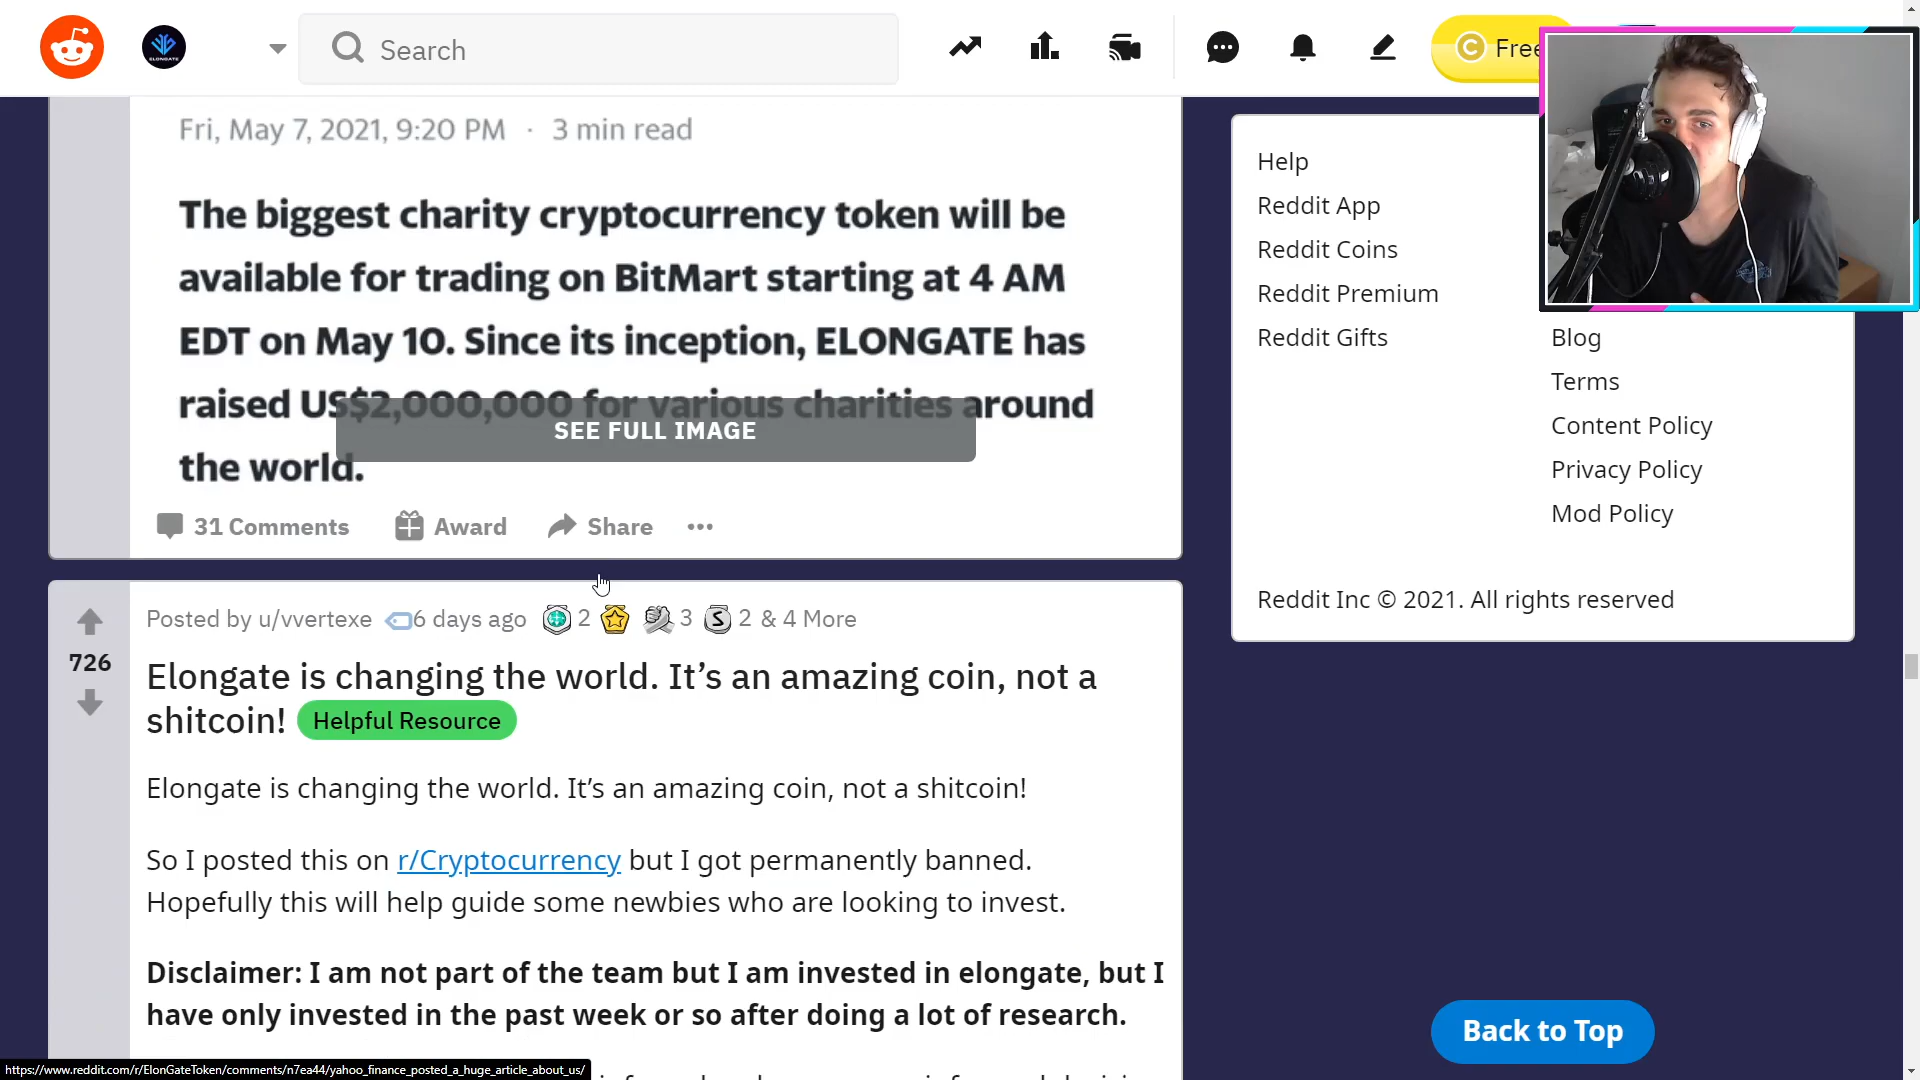 ELONGATE
Search
Free
Fri, May 7, 2021, 9:20 PM · 3 min read
The biggest charity cryptocurrency token will be
available for trading on BitMart starting at 4 AM
EDT on May 10. Since its inception, ELONGATE has
raised US$2,000,000 for various charities around
the world.
SEE FULL IMAGE
31 Comments
Award
Share
Posted by u/vvertexe 6 days ago 2 3 S 2 & 4 More
726
Elongate is changing the world. It’s an amazing coin, not a
shitcoin! Helpful Resource
Elongate is changing the world. It’s an amazing coin, not a shitcoin!
So I posted this on r/Cryptocurrency but I got permanently banned.
Hopefully this will help guide some newbies who are looking to invest.
Disclaimer: I am not part of the team but I am invested in elongate, but I
have only invested in the past week or so after doing a lot of research.
https://www.reddit.com/r/ElonGateToken/comments/n7ea44/yahoo_finance_posted_a_huge_article_about_us/
Help
Reddit App
Reddit Coins
Reddit Premium
Reddit Gifts
Blog
Terms
Content Policy
Privacy Policy
Mod Policy
Reddit Inc © 2021. All rights reserved
Back to Top